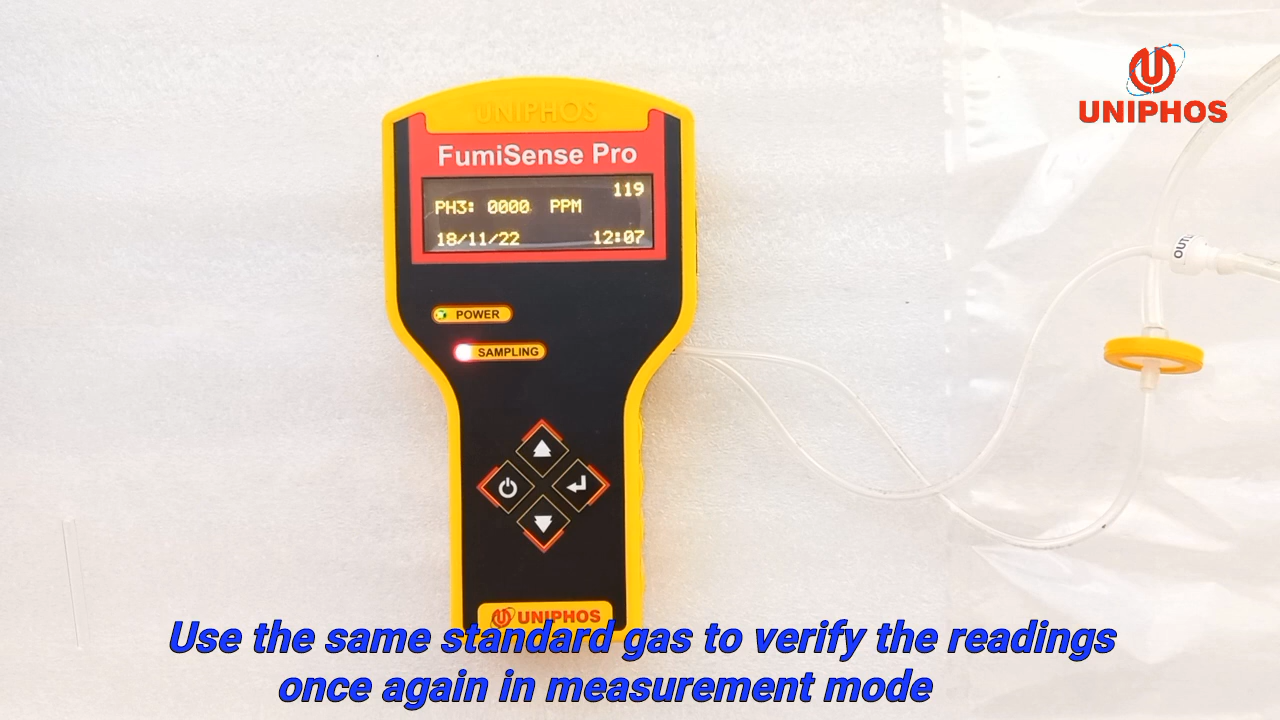 UNIPHOS
UNIPHOS
FumiSense Pro
119
PH3: 0000 PPM
18/11/22 12:07
POWER
SAMPLING
UNIPHOS
Use the same standard gas to verify the readings
once again in measurement mode